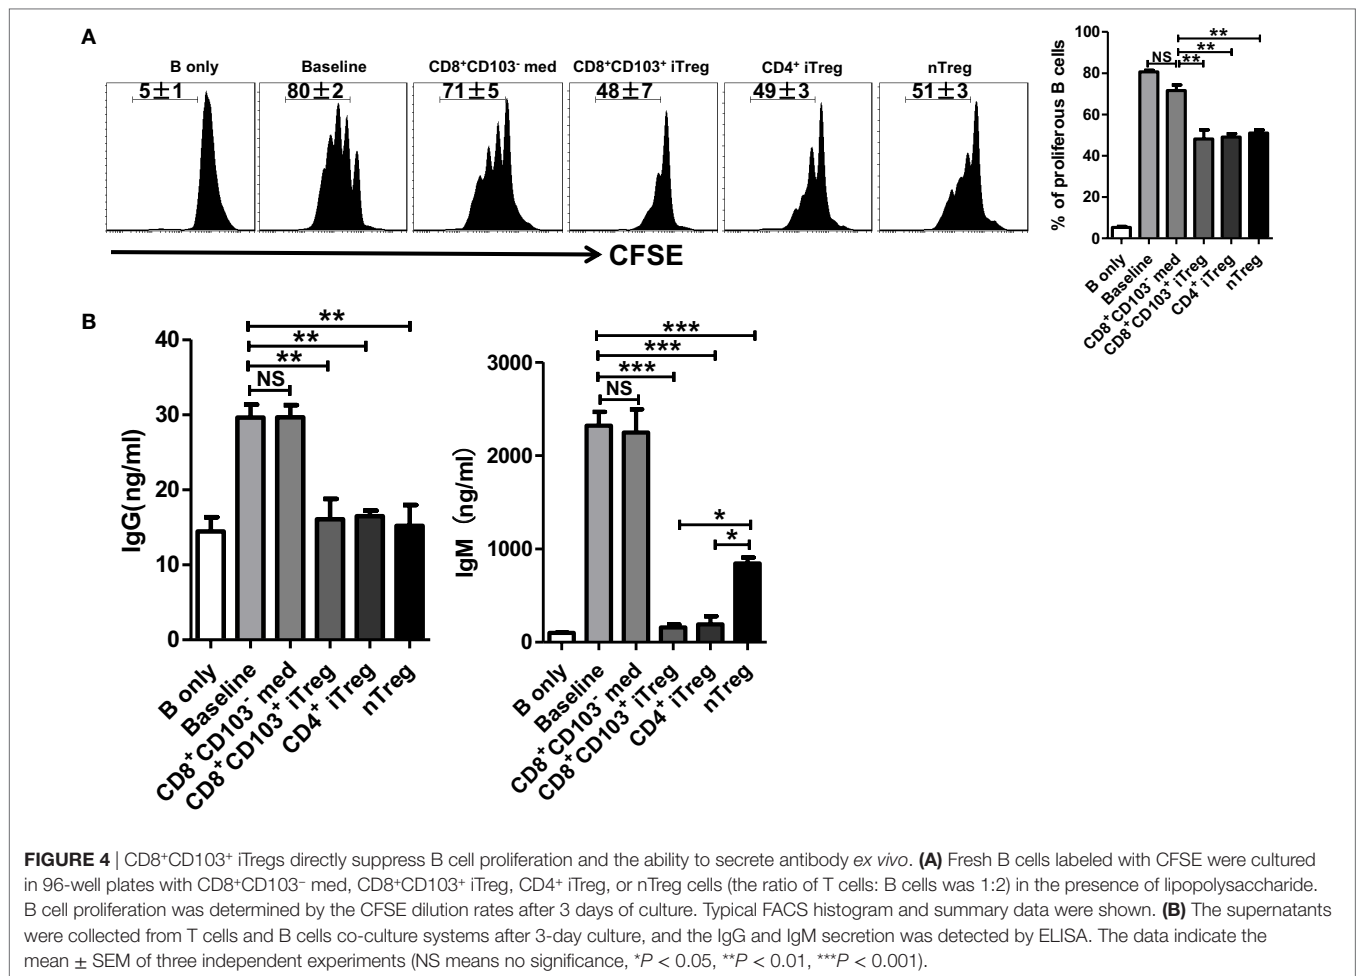 A
B only
Baseline
CD8⁺CD103⁻ med
CD8⁺CD103⁺ iTreg
CD4⁺ iTreg
nTreg
5±1
80±2
71±5
48±7
49±3
51±3
CFSE
% of proliferous B cells
100
80
60
40
20
0
**
**
NS
**
B only
Baseline
CD8⁺CD103⁻ med
CD8⁺CD103⁺ iTreg
CD4⁺ iTreg
nTreg
B
IgG(ng/ml)
40
30
20
10
0
**
**
**
NS
B only
Baseline
CD8⁺CD103⁻ med
CD8⁺CD103⁺ iTreg
CD4⁺ iTreg
nTreg
IgM (ng/ml)
3000
2000
1000
0
***
***
***
NS
*
*
B only
Baseline
CD8⁺CD103⁻ med
CD8⁺CD103⁺ iTreg
CD4⁺ iTreg
nTreg
FIGURE 4 | CD8⁺CD103⁺ iTregs directly suppress B cell proliferation and the ability to secrete antibody ex vivo. (A) Fresh B cells labeled with CFSE were cultured
in 96-well plates with CD8⁺CD103⁻ med, CD8⁺CD103⁺ iTreg, CD4⁺ iTreg, or nTreg cells (the ratio of T cells: B cells was 1:2) in the presence of lipopolysaccharide.
B cell proliferation was determined by the CFSE dilution rates after 3 days of culture. Typical FACS histogram and summary data were shown. (B) The supernatants
were collected from T cells and B cells co-culture systems after 3-day culture, and the IgG and IgM secretion was detected by ELISA. The data indicate the
mean ± SEM of three independent experiments (NS means no significance, *P < 0.05, **P < 0.01, ***P < 0.001).